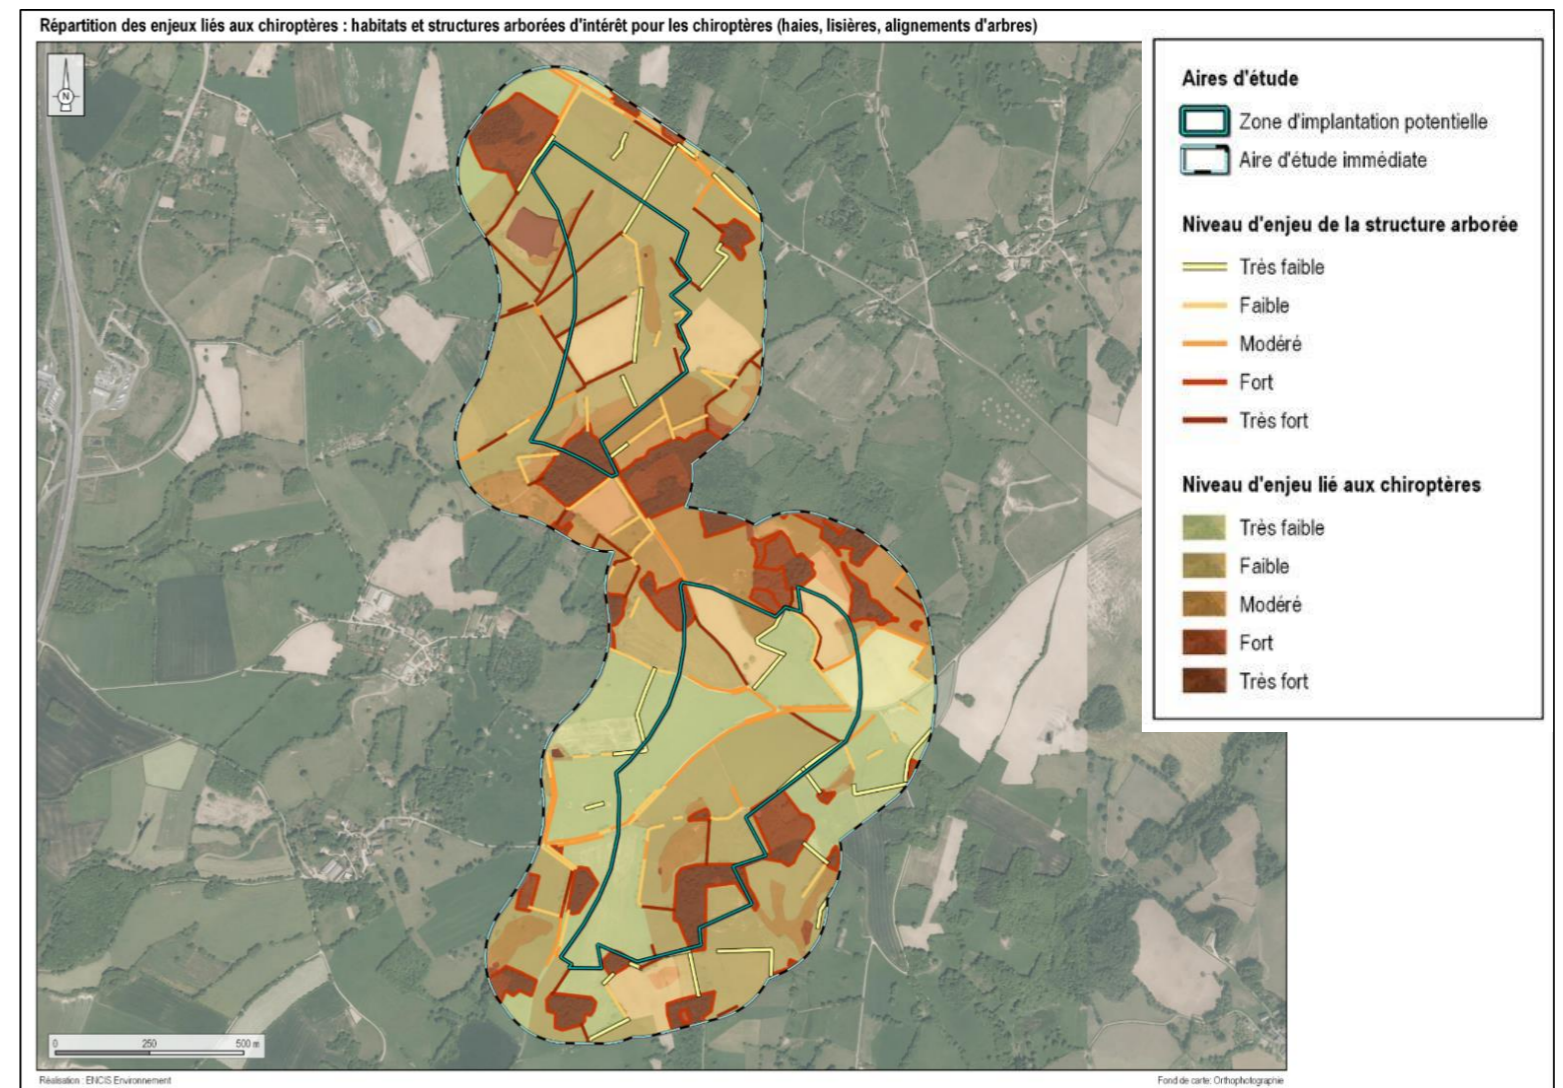 Répartition des enjeux liés aux chiroptères : habitats et structures arborées d'intérêt pour les chiroptères (haies, lisières, alignements d'arbres)
N
Aires d'étude
Zone d'implantation potentielle
Aire d'étude immédiate
Niveau d'enjeu de la structure arborée
Très faible
Faible
Modéré
Fort
Très fort
Niveau d'enjeu lié aux chiroptères
Très faible
Faible
Modéré
Fort
Très fort
0 250 500 m
Réalisation : ENCIS Environnement
Fond de carte: Orthophotographie